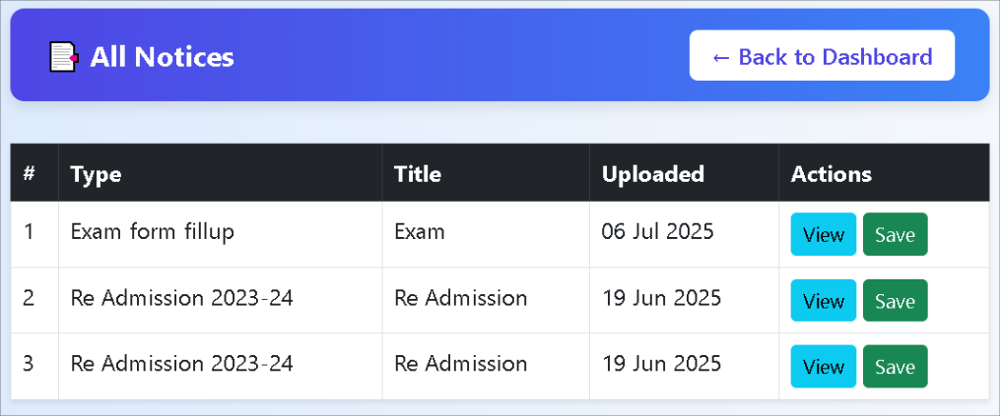 All Notices
← Back to Dashboard
# Type Title Uploaded Actions
1 Exam form fillup Exam 06 Jul 2025 View Save
2 Re Admission 2023-24 Re Admission 19 Jun 2025 View Save
3 Re Admission 2023-24 Re Admission 19 Jun 2025 View Save